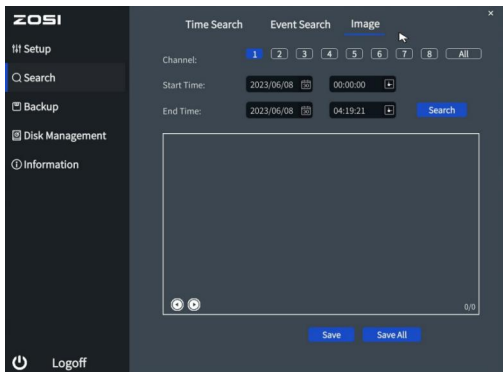 ZOSI
Time Search Event Search Image
Setup
Channel: 1 2 3 4 5 6 7 8 All
Search
Start Time: 2023/06/08 00:00:00
Backup
End Time: 2023/06/08 04:19:21 Search
Disk Management
Information
0/0
Save Save All
Logoff